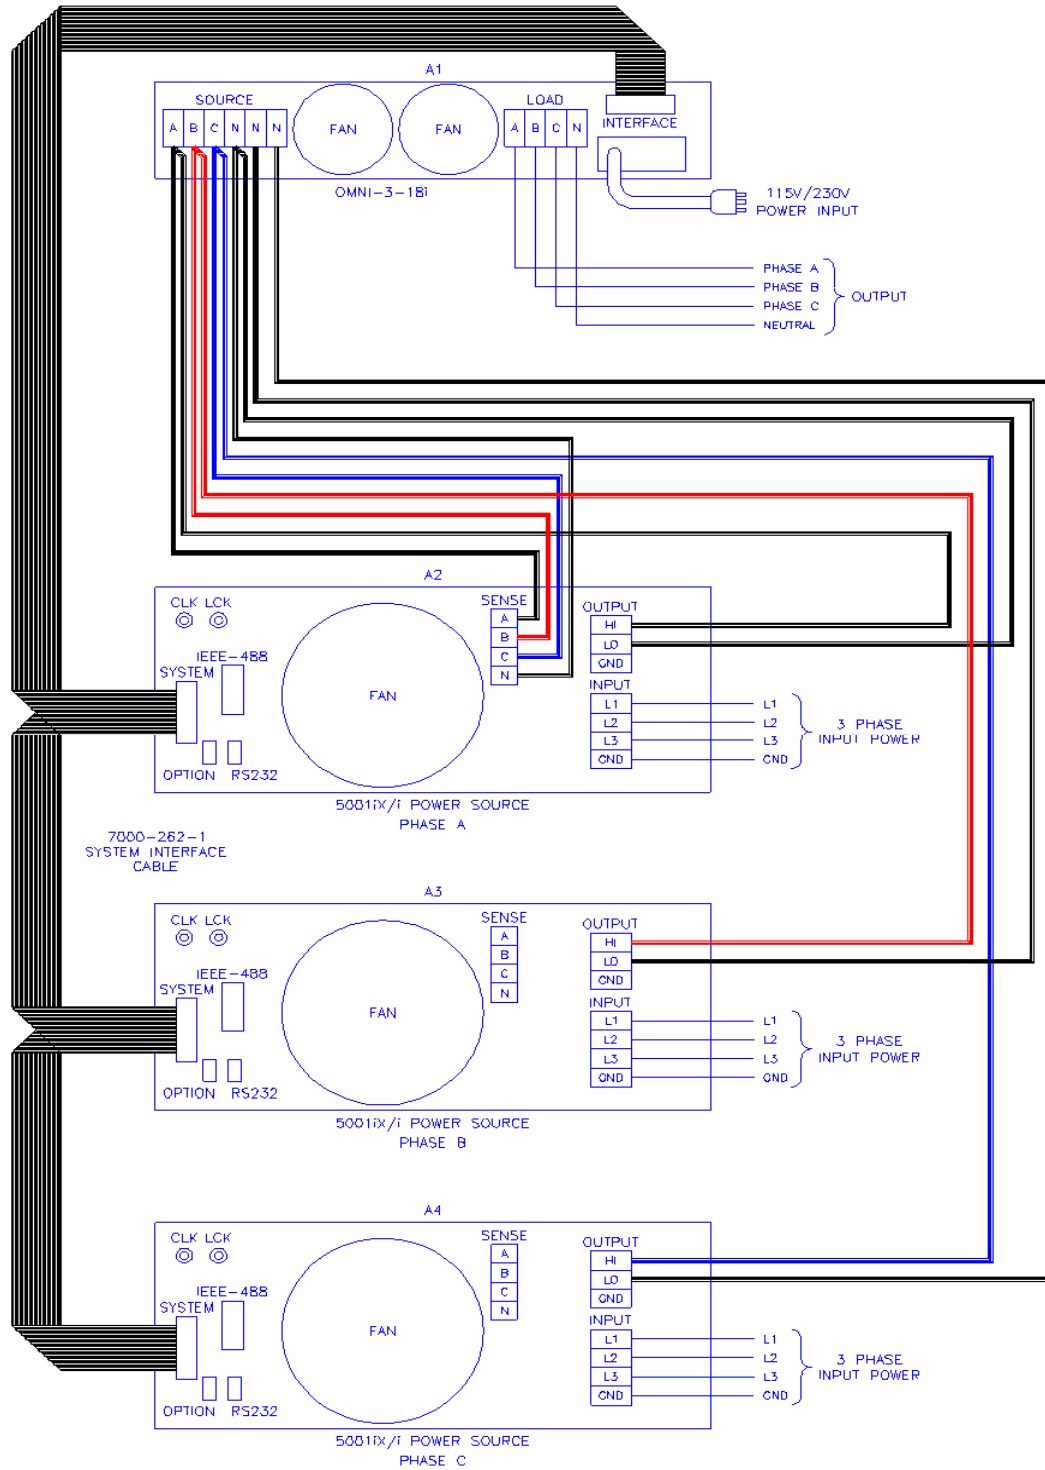 A1
SOURCE
LOAD
A B C N N N
FAN
FAN
A B C N
INTERFACE
OMNI-3-18i
115V/230V
POWER INPUT
PHASE A
PHASE B
PHASE C
NEUTRAL
OUTPUT
A2
CLK LCK
SENSE
A
B
C
N
OUTPUT
HI
LO
GND
IEEE-488
SYSTEM
FAN
INPUT
L1
L2
L3
GND
L1
L2
L3
GND
3 PHASE
INPUT POWER
OPTION RS232
5001iX/i POWER SOURCE
PHASE A
7000-262-1
SYSTEM INTERFACE
CABLE
A3
CLK LCK
SENSE
A
B
C
N
OUTPUT
HI
LO
GND
IEEE-488
SYSTEM
FAN
INPUT
L1
L2
L3
GND
L1
L2
L3
GND
3 PHASE
INPUT POWER
OPTION RS232
5001iX/i POWER SOURCE
PHASE B
A4
CLK LCK
SENSE
A
B
C
N
OUTPUT
HI
LO
GND
IEEE-488
SYSTEM
FAN
INPUT
L1
L2
L3
GND
L1
L2
L3
GND
3 PHASE
INPUT POWER
OPTION RS232
5001iX/i POWER SOURCE
PHASE C